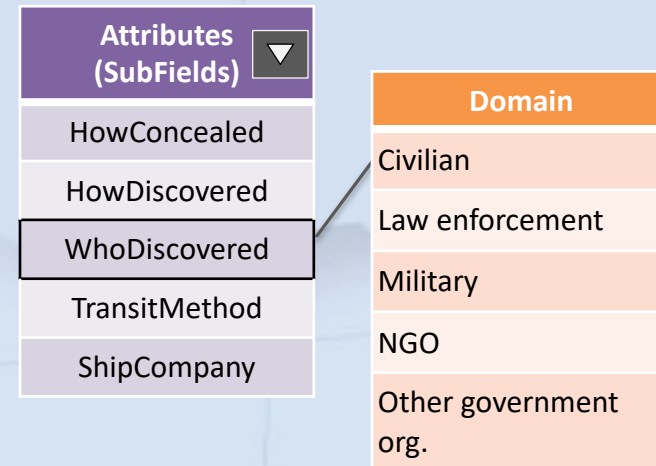 Attributes
(SubFields)
HowConcealed
HowDiscovered
WhoDiscovered
TransitMethod
ShipCompany
Domain
Civilian
Law enforcement
Military
NGO
Other government
org.